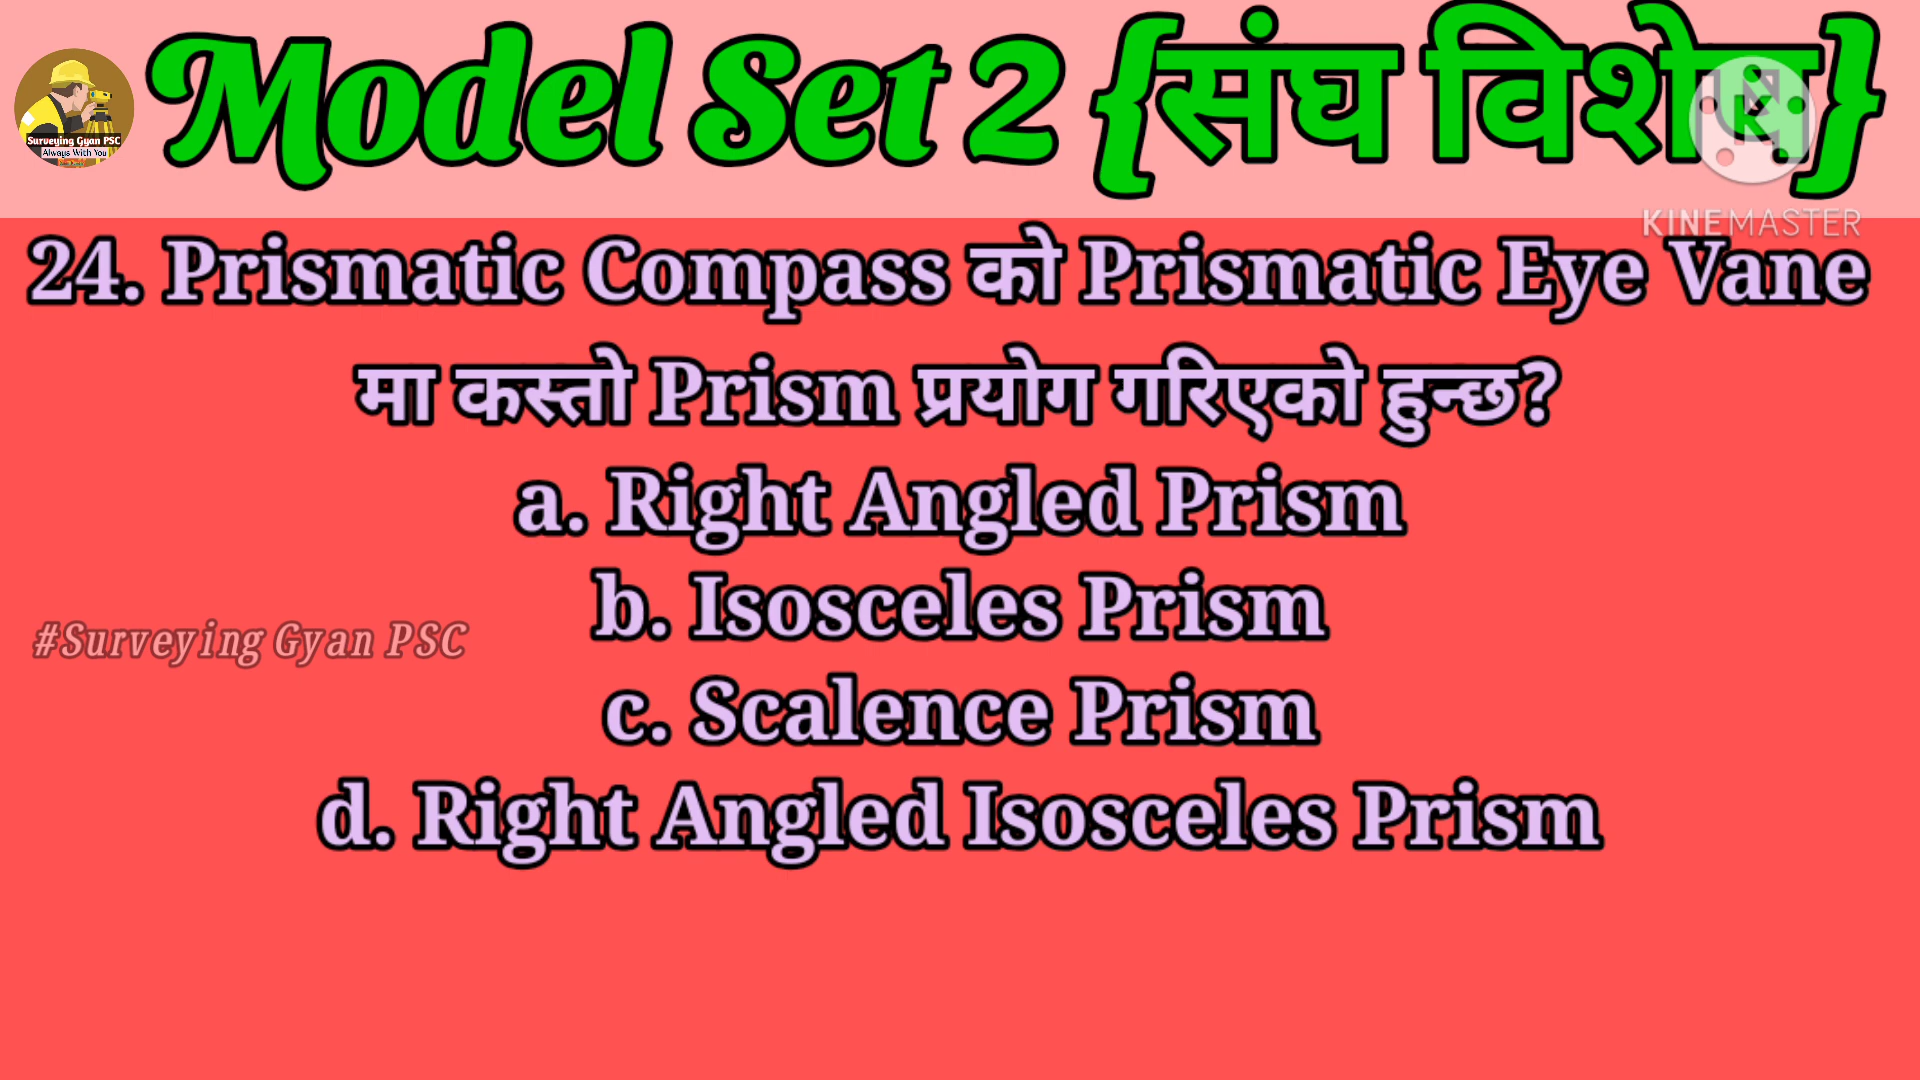 Model Set 2 {संघ विशेष}
Surveying Gyan PSC
Always With You
KINEMASTER
24. Prismatic Compass को Prismatic Eye Vane
मा कस्तो Prism प्रयोग गरिएको हुन्छ?
a. Right Angled Prism
b. Isosceles Prism
#Surveying Gyan PSC
c. Scalence Prism
d. Right Angled Isosceles Prism